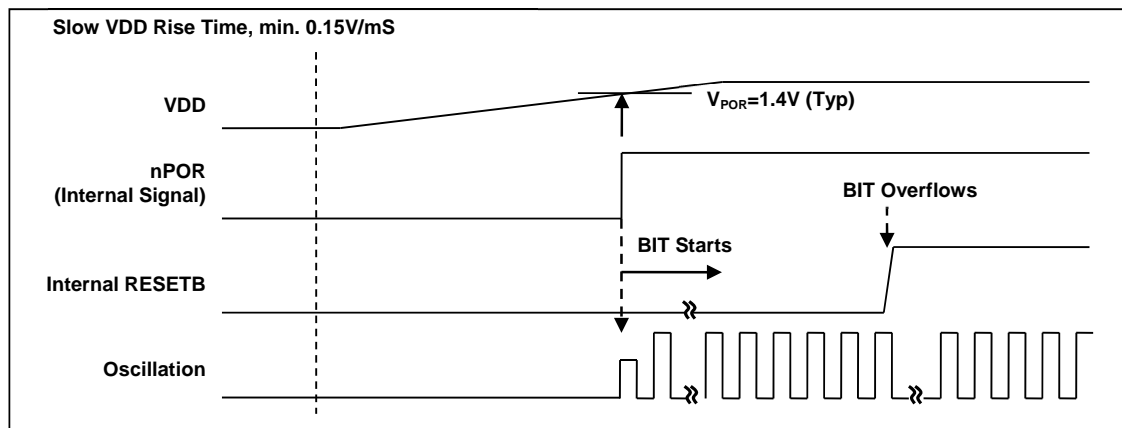 Slow VDD Rise Time, min. 0.15V/mS
VDD
VPOR=1.4V (Typ)
nPOR
(Internal Signal)
BIT Overflows
BIT Starts
Internal RESETB
Oscillation